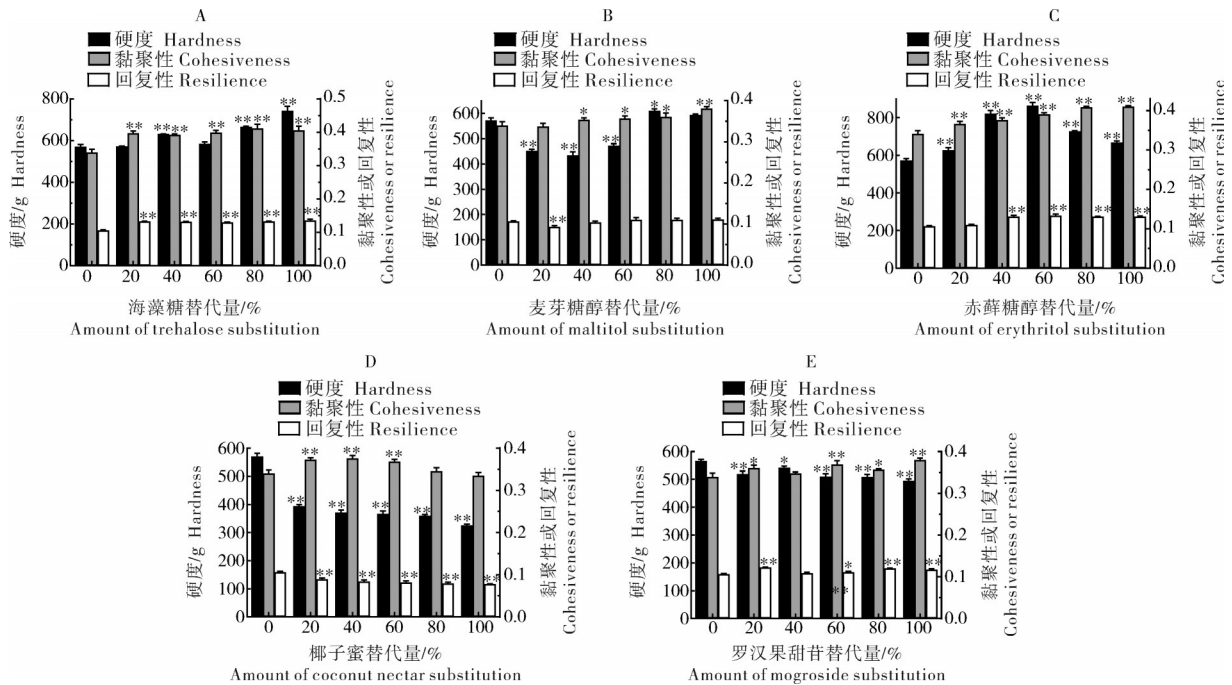 A
硬度 Hardness
黏聚性 Cohesiveness
回复性 Resilience
硬度/g Hardness
800
600
400
200
0
** ** ** ** ** ** ** **
** ** ** ** **
0.5
0.4
0.3
0.2
0.1
0.0
黏聚性或回复性
Cohesiveness or resilience
0 20 40 60 80 100
海藻糖替代量/%
Amount of trehalose substitution
B
硬度 Hardness
黏聚性 Cohesiveness
回复性 Resilience
硬度/g Hardness
600
500
400
300
200
100
0
** ** * ** * * * **
**
0.4
0.3
0.2
0.1
0.0
黏聚性或回复性
Cohesiveness or resilience
0 20 40 60 80 100
麦芽糖醇替代量/%
Amount of maltitol substitution
C
硬度 Hardness
黏聚性 Cohesiveness
回复性 Resilience
硬度/g Hardness
800
600
400
200
0
** ** ** ** ** ** ** ** ** **
** ** ** **
0.4
0.3
0.2
0.1
0.0
黏聚性或回复性
Cohesiveness or resilience
0 20 40 60 80 100
赤藓糖醇替代量/%
Amount of erythritol substitution
D
硬度 Hardness
黏聚性 Cohesiveness
回复性 Resilience
硬度/g Hardness
600
500
400
300
200
100
0
** ** ** ** ** ** ** **
** ** ** ** **
0.4
0.3
0.2
0.1
0.0
黏聚性或回复性
Cohesiveness or resilience
0 20 40 60 80 100
椰子蜜替代量/%
Amount of coconut nectar substitution
E
硬度 Hardness
黏聚性 Cohesiveness
回复性 Resilience
硬度/g Hardness
600
500
400
300
200
100
0
** * * ** ** ** * ** **
** * ** **
**
0.4
0.3
0.2
0.1
0.0
黏聚性或回复性
Cohesiveness or resilience
0 20 40 60 80 100
罗汉果甜苷替代量/%
Amount of mogroside substitution